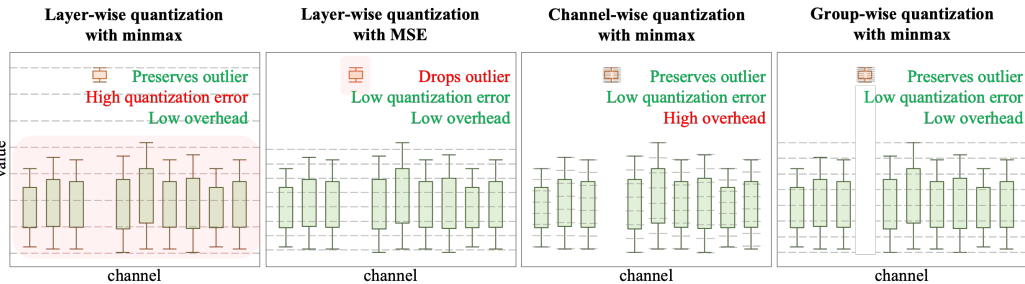 Layer-wise quantization
with minmax
Preserves outlier
High quantization error
Low overhead
value
channel
Layer-wise quantization
with MSE
Drops outlier
Low quantization error
Low overhead
channel
Channel-wise quantization
with minmax
Preserves outlier
Low quantization error
High overhead
channel
Group-wise quantization
with minmax
Preserves outlier
Low quantization error
Low overhead
channel